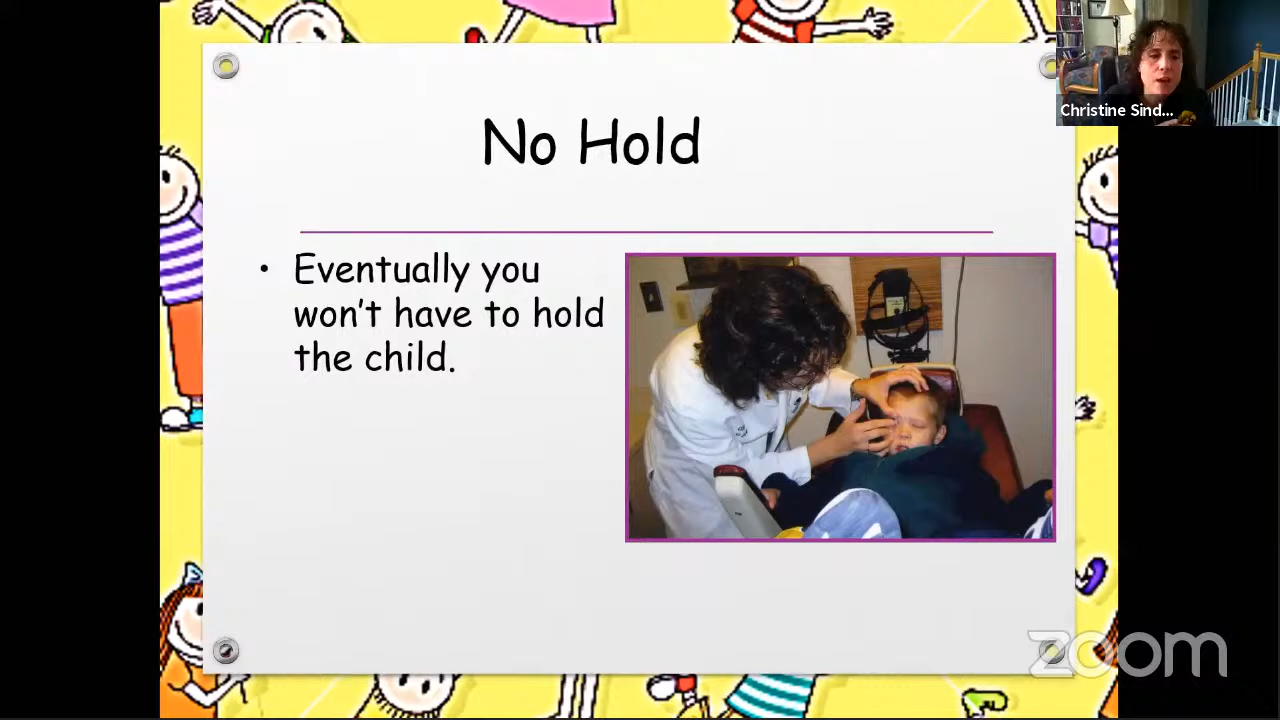 No Hold
• Eventually you
won't have to hold
the child.
Christine Sind...
zoom